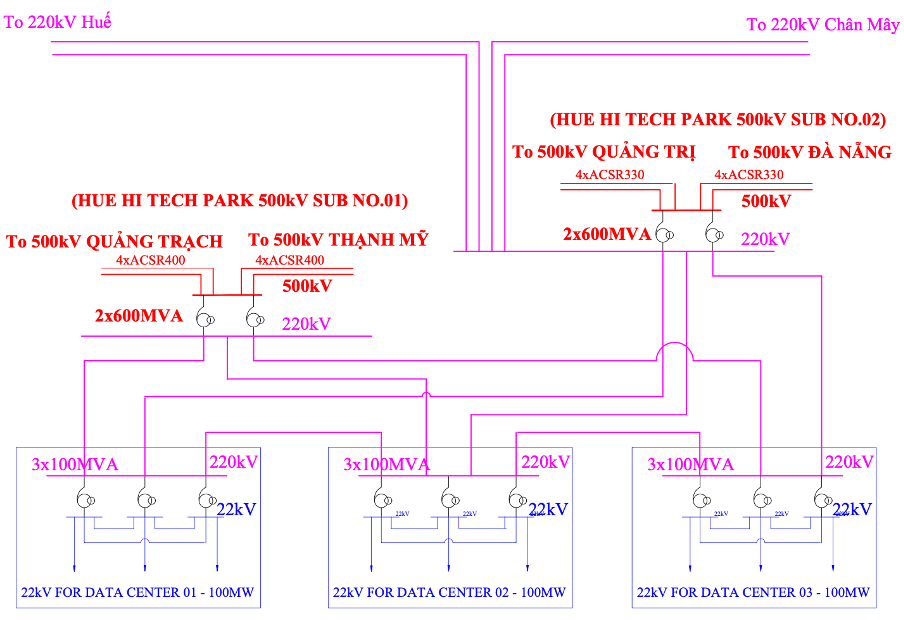 To 220kV Huế
To 220kV Chân Mây
(HUE HI TECH PARK 500kV SUB NO.02)
To 500kV QUẢNG TRỊ
To 500kV ĐÀ NẴNG
4xACSR330
4xACSR330
500kV
2x600MVA
220kV
(HUE HI TECH PARK 500kV SUB NO.01)
To 500kV QUẢNG TRẠCH
To 500kV THẠNH MỸ
4xACSR400
4xACSR400
500kV
2x600MVA
220kV
3x100MVA
220kV
22kV
22kV FOR DATA CENTER 01 - 100MW
3x100MVA
220kV
22kV
22kV
22kV
22kV
22kV FOR DATA CENTER 02 - 100MW
3x100MVA
220kV
22kV
22kV
22kV
22kV
22kV FOR DATA CENTER 03 - 100MW